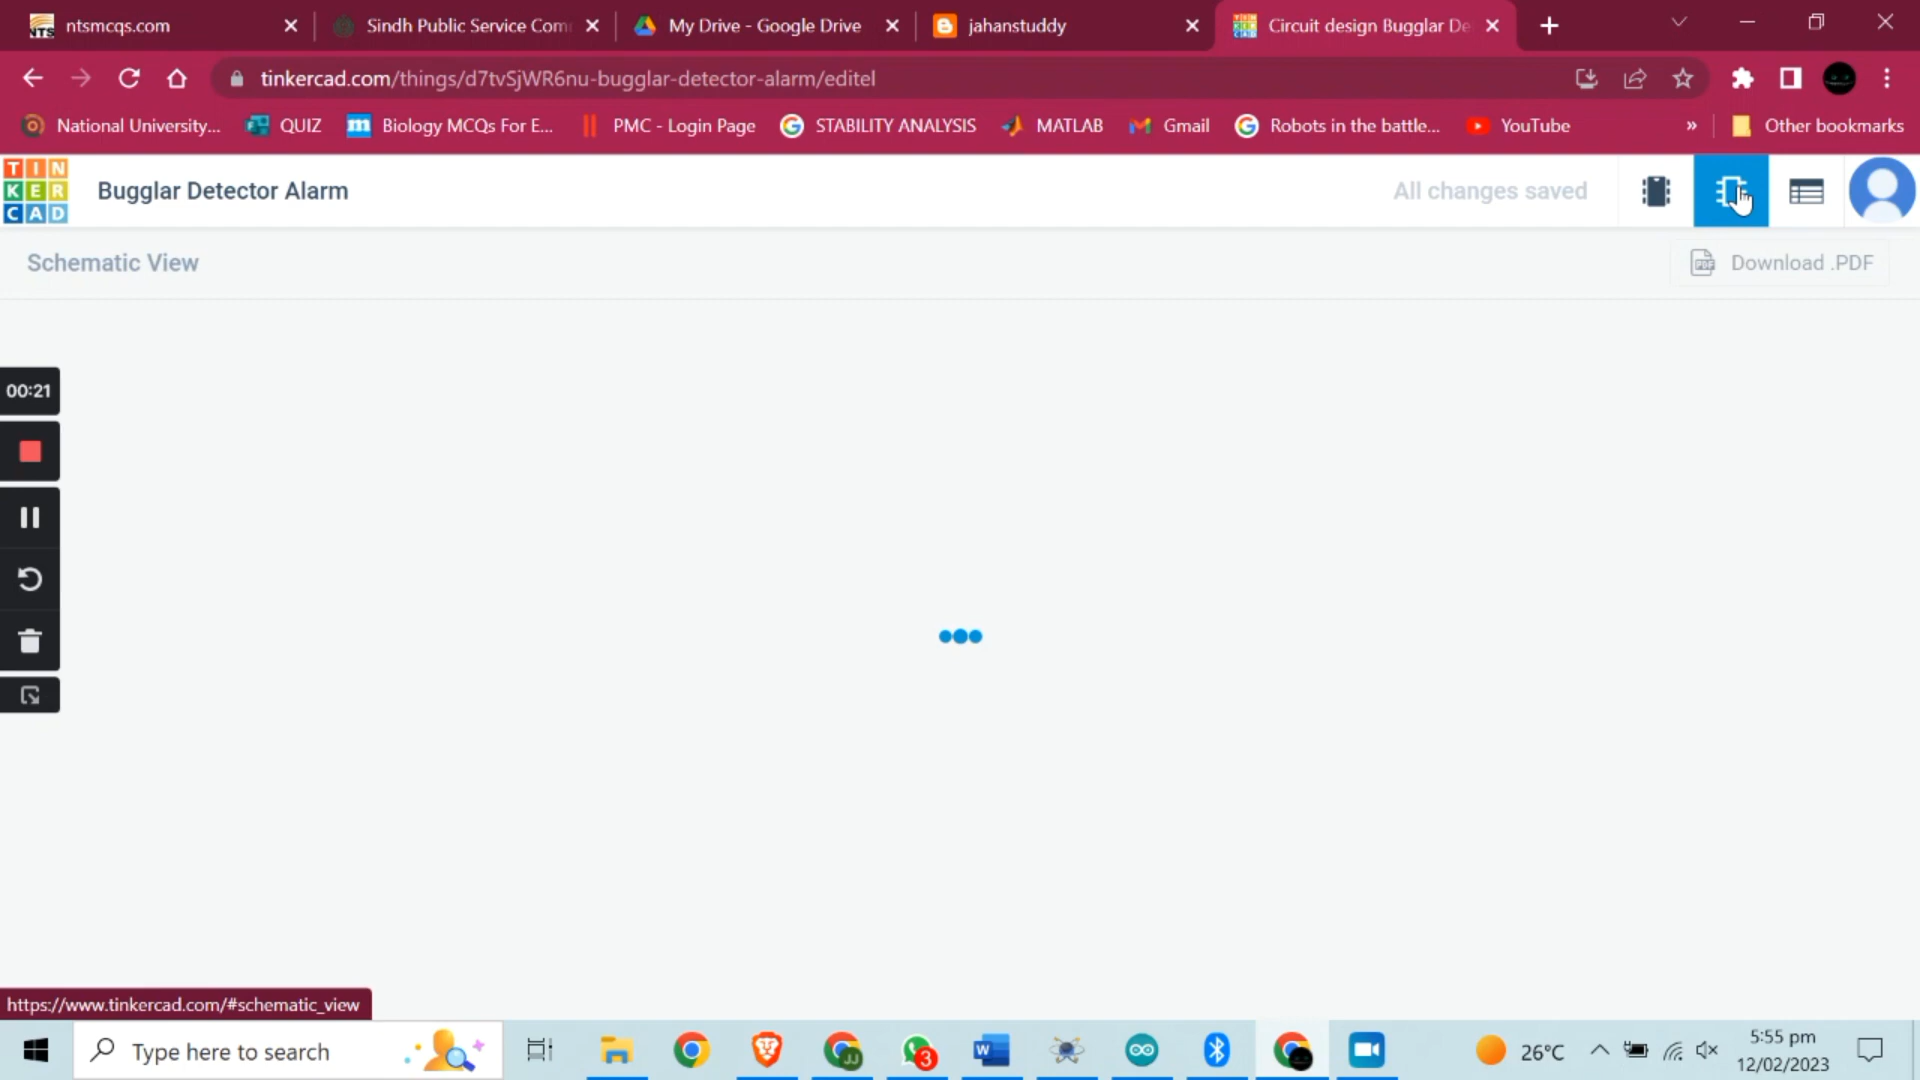 ntsmcqs.com
Sindh Public Service Com
My Drive - Google Drive
jahanstuddy
Circuit design Bugglar De
tinkercad.com/things/d7tvSjWR6nu-bugglar-detector-alarm/editel
National University...
QUIZ
Biology MCQs For E...
PMC - Login Page
STABILITY ANALYSIS
MATLAB
Gmail
Robots in the battle...
YouTube
»
Other bookmarks
TIN
KER
CAD
Bugglar Detector Alarm
All changes saved
Schematic View
Download .PDF
00:21
https://www.tinkercad.com/#schematic_view
Type here to search
3
26°C
5:55 pm
12/02/2023